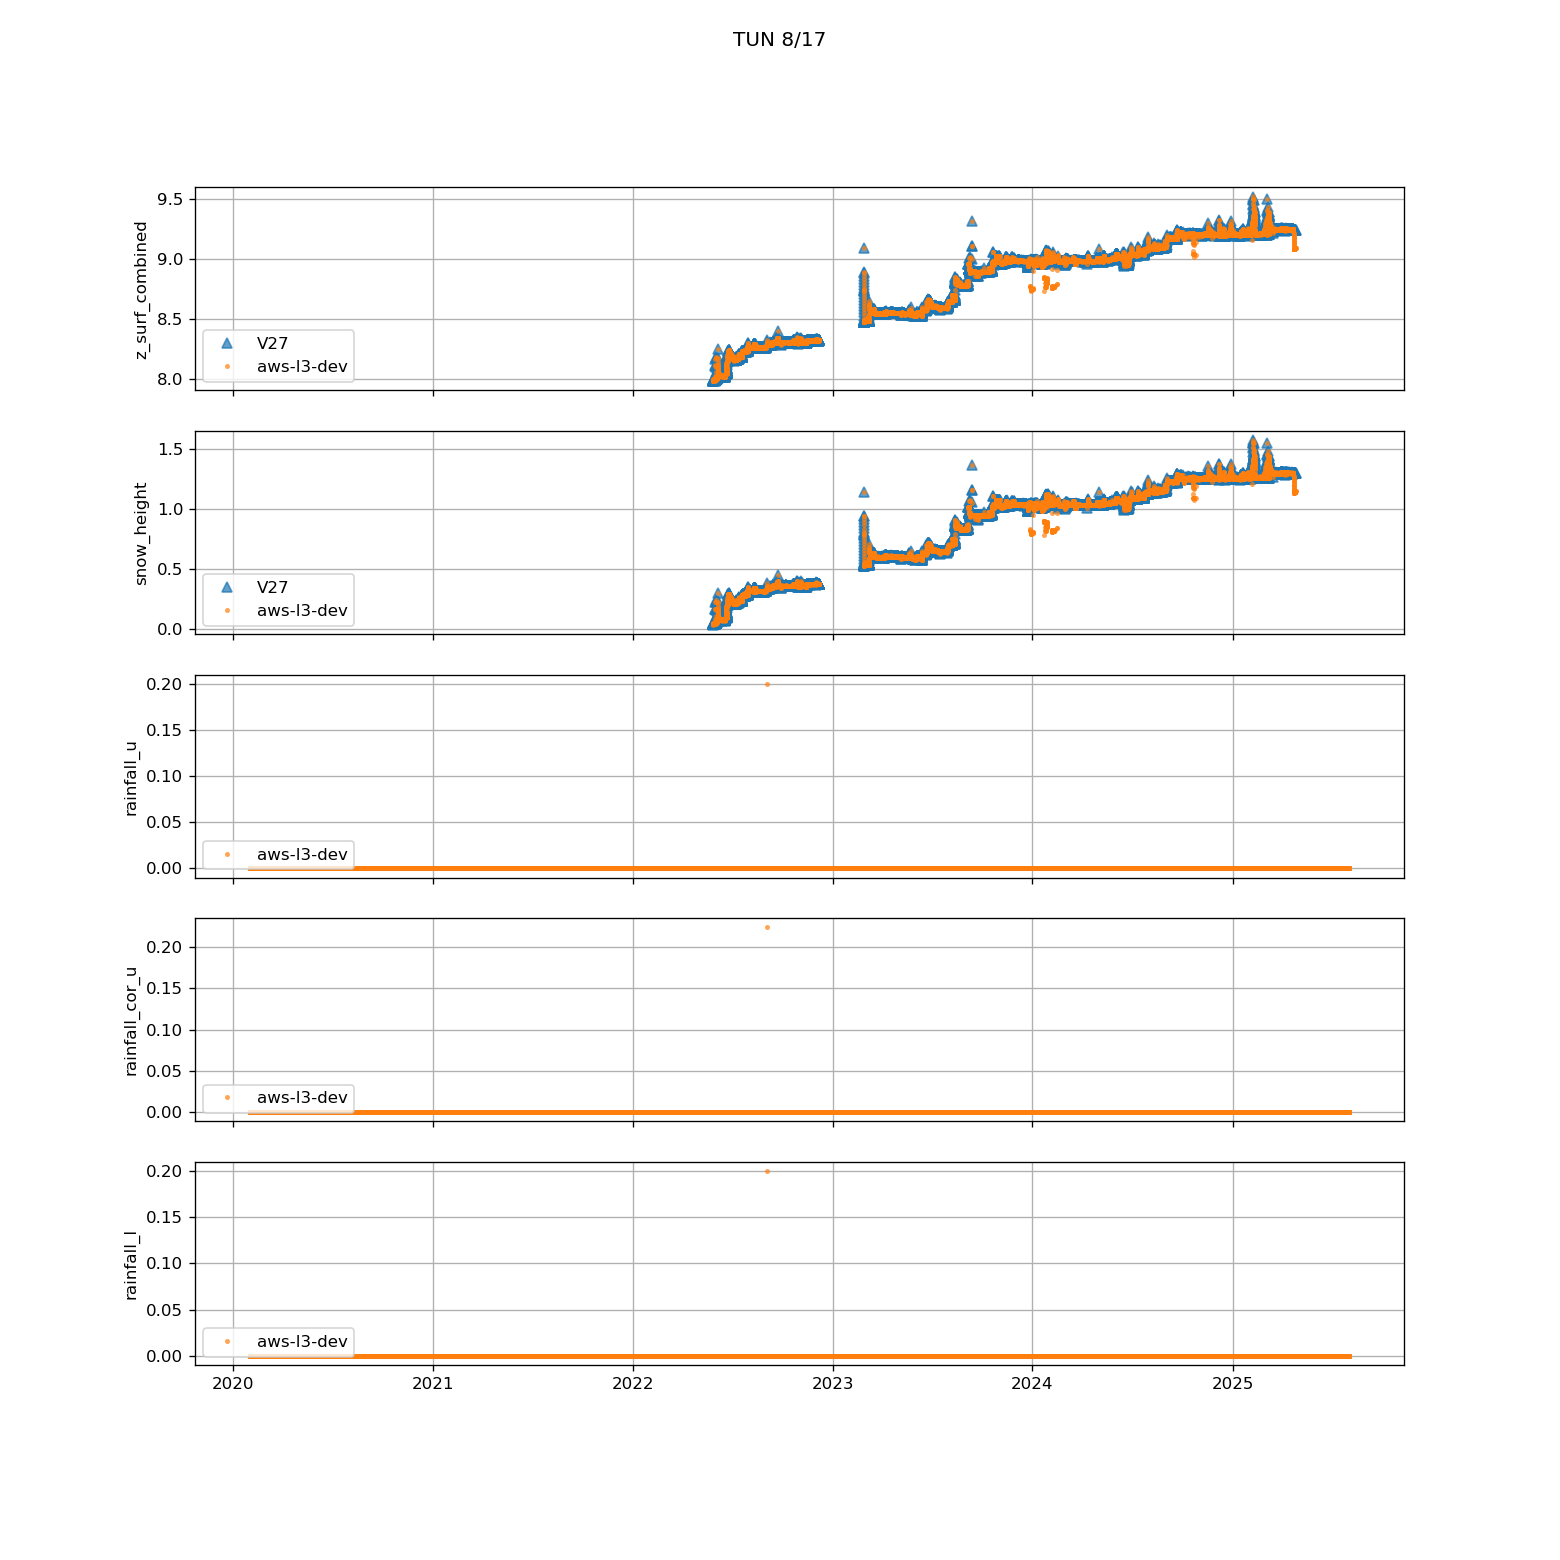 TUN 8/17
z_surf_combined
9.5
9.0
8.5
8.0
V27
aws-l3-dev
snow_height
1.5
1.0
0.5
0.0
V27
aws-l3-dev
rainfall_u
0.20
0.15
0.10
0.05
0.00
aws-l3-dev
rainfall_cor_u
0.20
0.15
0.10
0.05
0.00
aws-l3-dev
rainfall_l
0.20
0.15
0.10
0.05
0.00
aws-l3-dev
2020 2021 2022 2023 2024 2025